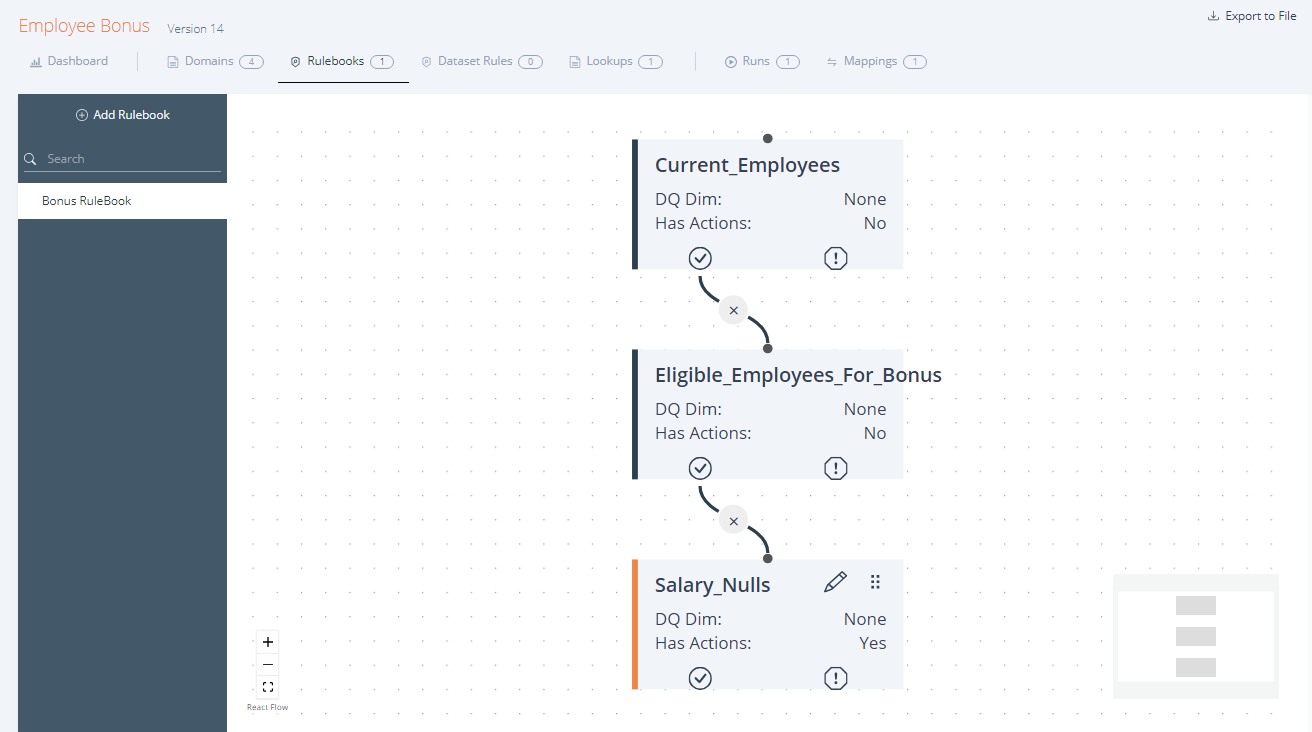 Employee Bonus Version 14
Export to File
Dashboard Domains 4 Rulebooks 1 Dataset Rules 0 Lookups 1 Runs 1 Mappings 1
Add Rulebook
Search
Bonus RuleBook
Current_Employees
DQ Dim: None
Has Actions: No
Eligible_Employees_For_Bonus
DQ Dim: None
Has Actions: No
Salary_Nulls
DQ Dim: None
Has Actions: Yes
React Flow